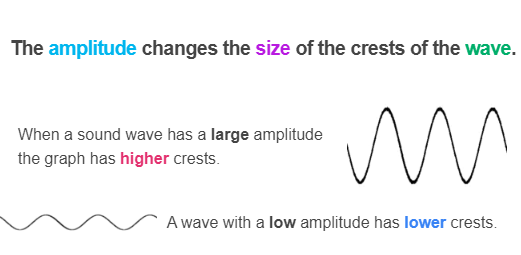 The amplitude changes the size of the crests of the wave.
When a sound wave has a large amplitude
the graph has higher crests.
A wave with a low amplitude has lower crests.